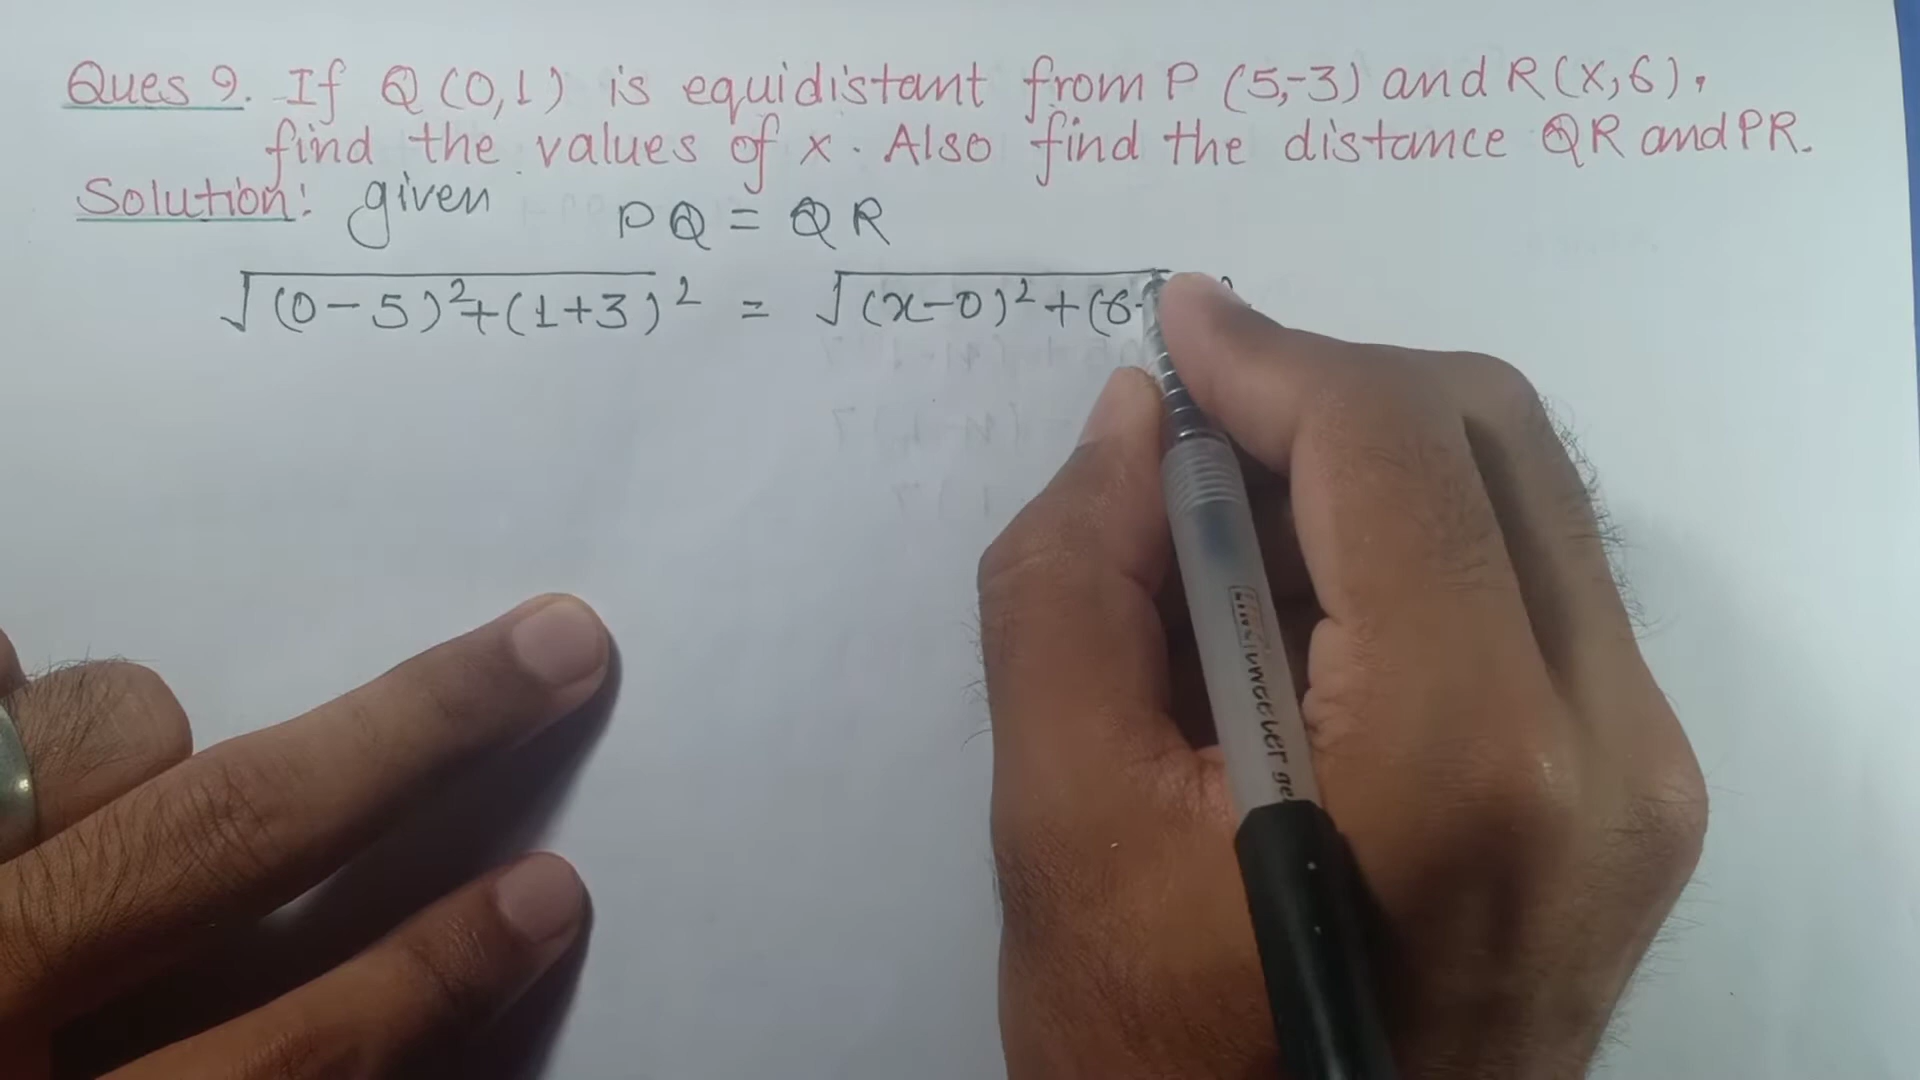 Ques 9. If Q (0,1) is equidistant from P (5,-3) and R (x,6),
find the values of x. Also find the distance QR and PR.
Solution: given PQ = QR
√(0-5)²+(1+3)² = √(x-0)²+(6-